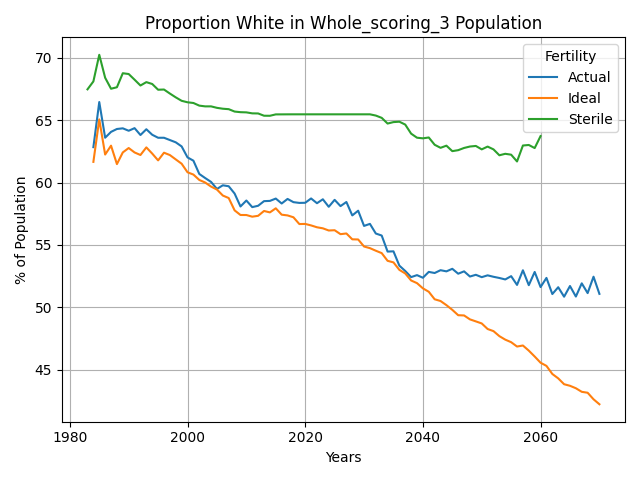 Proportion White in Whole_scoring_3 Population
Fertility
Actual
Ideal
Sterile
% of Population
70
65
60
55
50
45
1980
2000
2020
2040
2060
Years